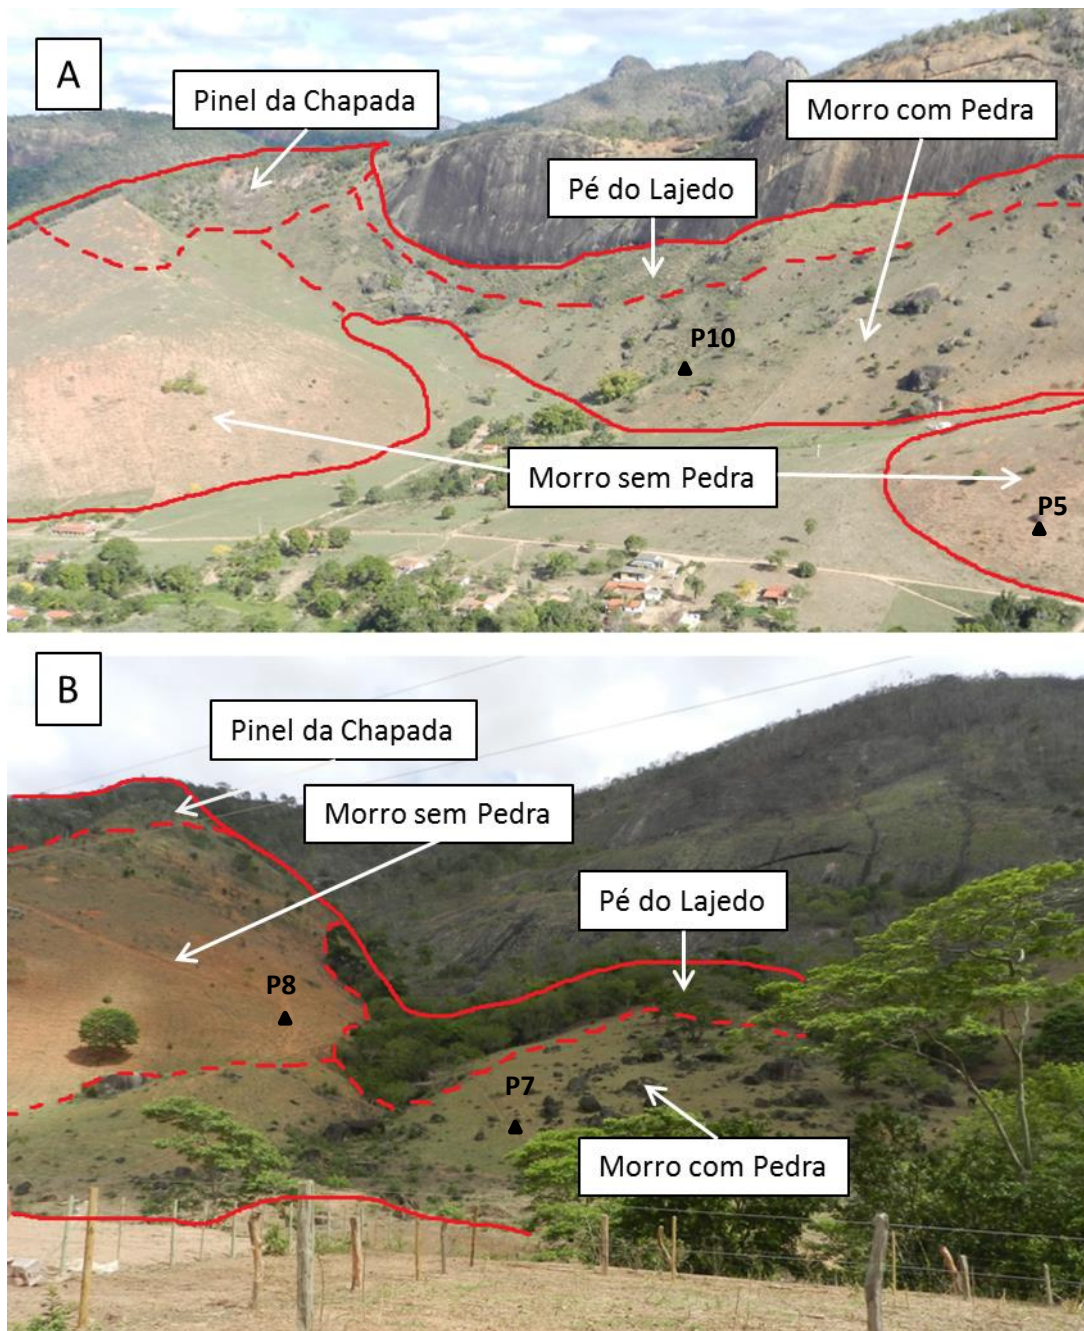 A
Pinel da Chapada
Morro com Pedra
Pé do Lajedo
P10
Morro sem Pedra
P5
B
Pinel da Chapada
Morro sem Pedra
Pé do Lajedo
P8
P7
Morro com Pedra